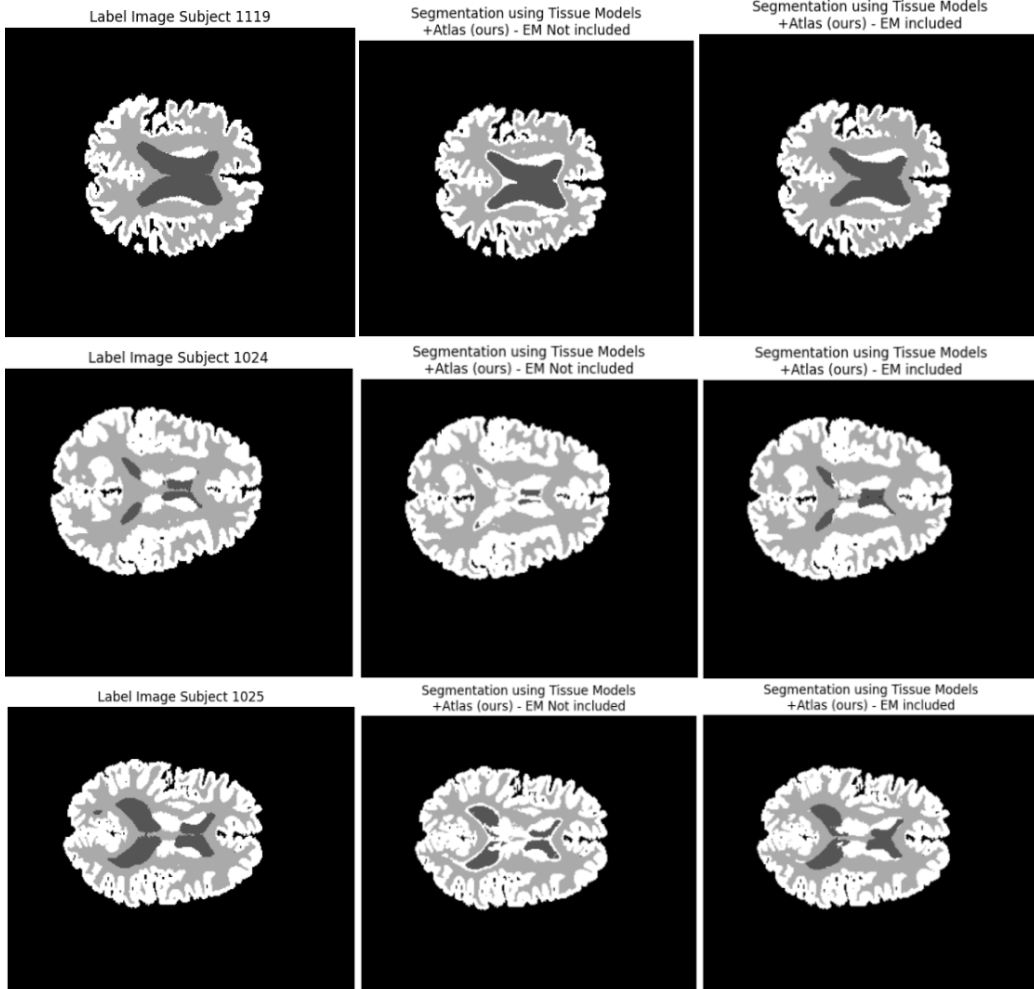 Label Image Subject 1119
Segmentation using Tissue Models
+Atlas (ours) - EM Not included
Segmentation using Tissue Models
+Atlas (ours) - EM included
Label Image Subject 1024
Segmentation using Tissue Models
+Atlas (ours) - EM Not included
Segmentation using Tissue Models
+Atlas (ours) - EM included
Label Image Subject 1025
Segmentation using Tissue Models
+Atlas (ours) - EM Not included
Segmentation using Tissue Models
+Atlas (ours) - EM included